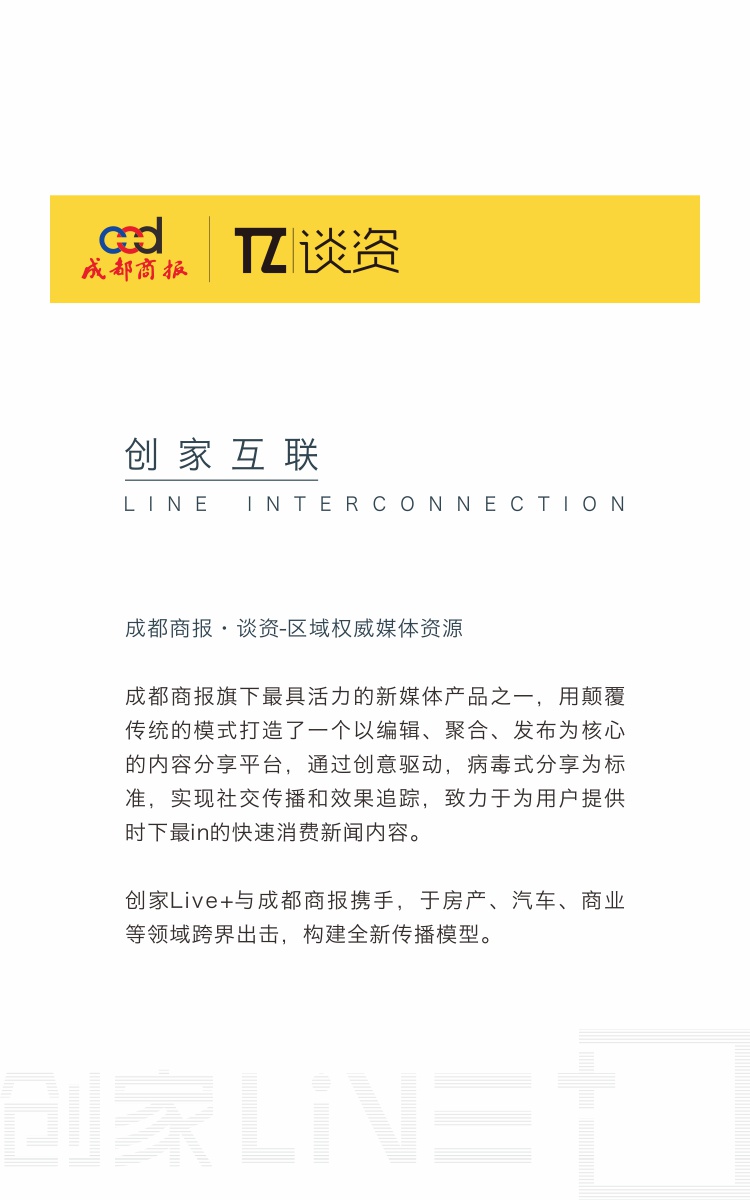 ccd
成都商报
TZ
谈资
创家互联
LINE INTERCONNECTION
成都商报·谈资-区域权威媒体资源
成都商报旗下最具活力的新媒体产品之一，用颠覆
传统的模式打造了一个以编辑、聚合、发布为核心
的内容分享平台，通过创意驱动，病毒式分享为标
准，实现社交传播和效果追踪，致力于为用户提供
时下最in的快速消费新闻内容。
创家Live+与成都商报携手，于房产、汽车、商业
等领域跨界出击，构建全新传播模型。
创家LiVE+